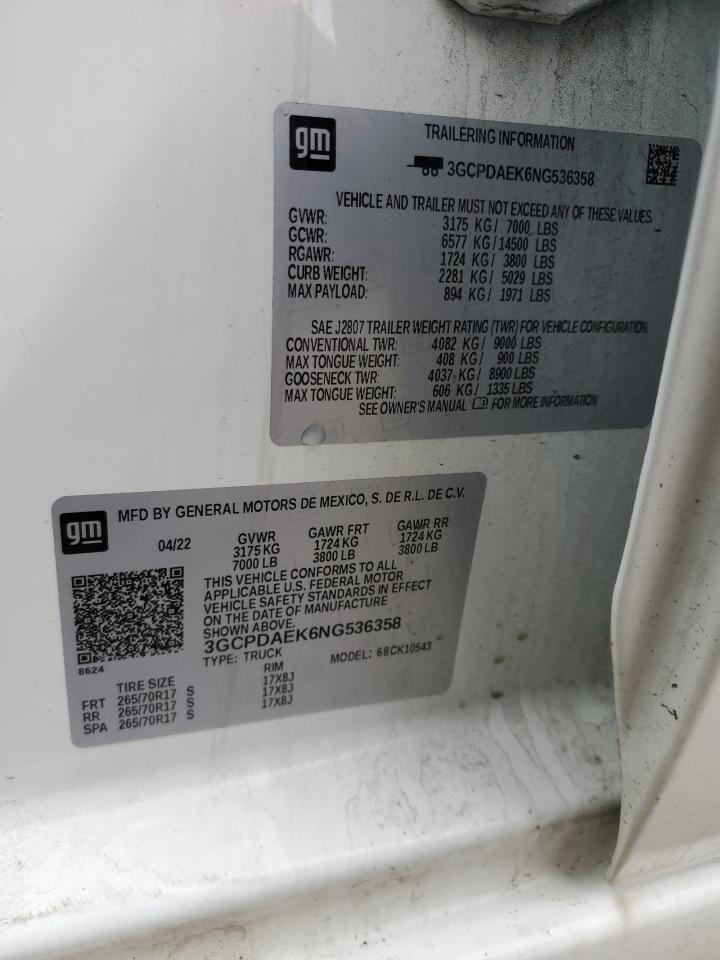 gm
TRAILERING INFORMATION
3GCPDAEK6NG536358
VEHICLE AND TRAILER MUST NOT EXCEED ANY OF THESE VALUES.
GVWR: 3175 KG / 7000 LBS
GCWR: 6577 KG / 14500 LBS
RGAWR: 1724 KG / 3800 LBS
CURB WEIGHT: 2281 KG / 5029 LBS
MAX PAYLOAD: 894 KG / 1971 LBS
SAE J2807 TRAILER WEIGHT RATING (TWR) FOR VEHICLE CONFIGURATION.
CONVENTIONAL TWR: 4082 KG / 9000 LBS
MAX TONGUE WEIGHT: 408 KG / 900 LBS
GOOSENECK TWR: 4037 KG / 8900 LBS
MAX TONGUE WEIGHT: 606 KG / 1335 LBS
SEE OWNER'S MANUAL FOR MORE INFORMATION
gm
MFD BY GENERAL MOTORS DE MEXICO, S. DE R.L. DE C.V.
04/22 GVWR GAWR FRT GAWR RR
3175 KG 1724 KG 1724 KG
7000 LB 3800 LB 3800 LB
THIS VEHICLE CONFORMS TO ALL
APPLICABLE U.S. FEDERAL MOTOR
VEHICLE SAFETY STANDARDS IN EFFECT
ON THE DATE OF MANUFACTURE
SHOWN ABOVE.
3GCPDAEK6NG536358
TYPE: TRUCK MODEL: 68CK10543
8624
TIRE SIZE RIM
FRT 265/70R17 S 17X8J
RR 265/70R17 S 17X8J
SPA 265/70R17 S 17X8J